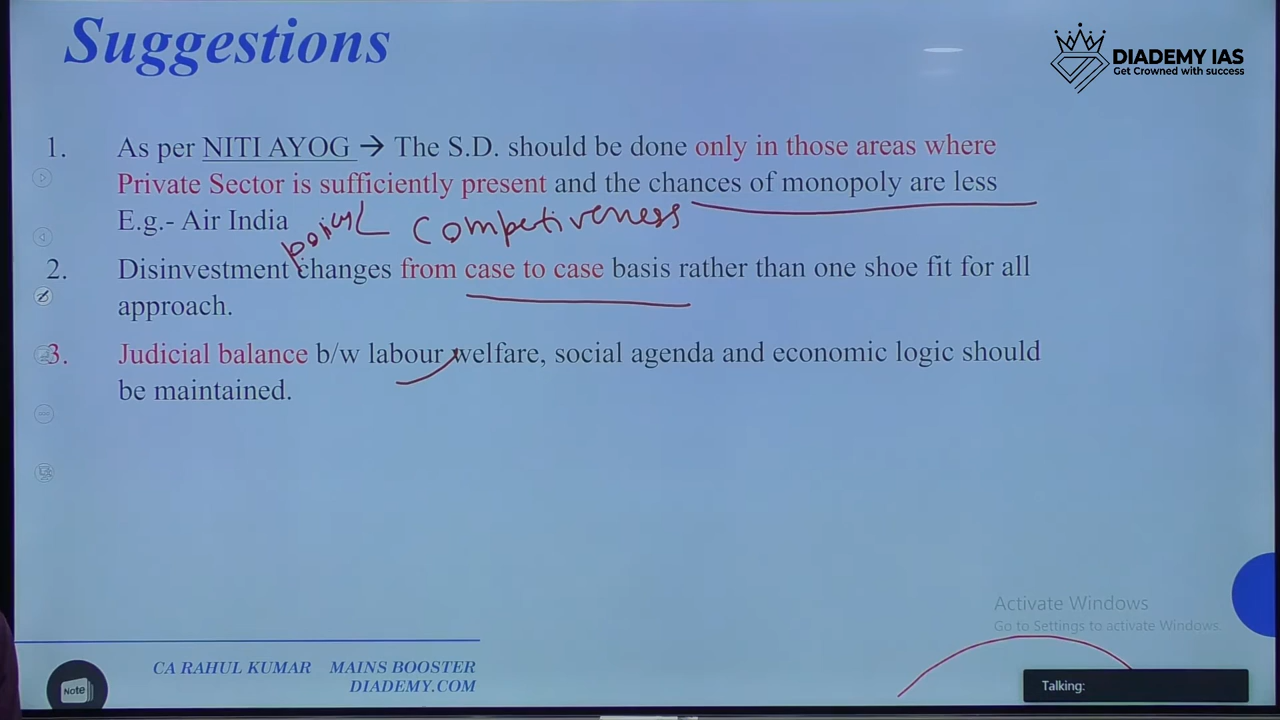 Suggestions
DIADEMY IAS
Get Crowned with success
1. As per NITI AYOG → The S.D. should be done only in those areas where
Private Sector is sufficiently present and the chances of monopoly are less
E.g.- Air India
Competiveness
2. Disinvestment changes from case to case basis rather than one shoe fit for all
approach.
3. Judicial balance b/w labour welfare, social agenda and economic logic should
be maintained.
Activate Windows
Go to Settings to activate Windows.
CA RAHUL KUMAR MAINS BOOSTER
DIADEMY.COM
Note
Talking: